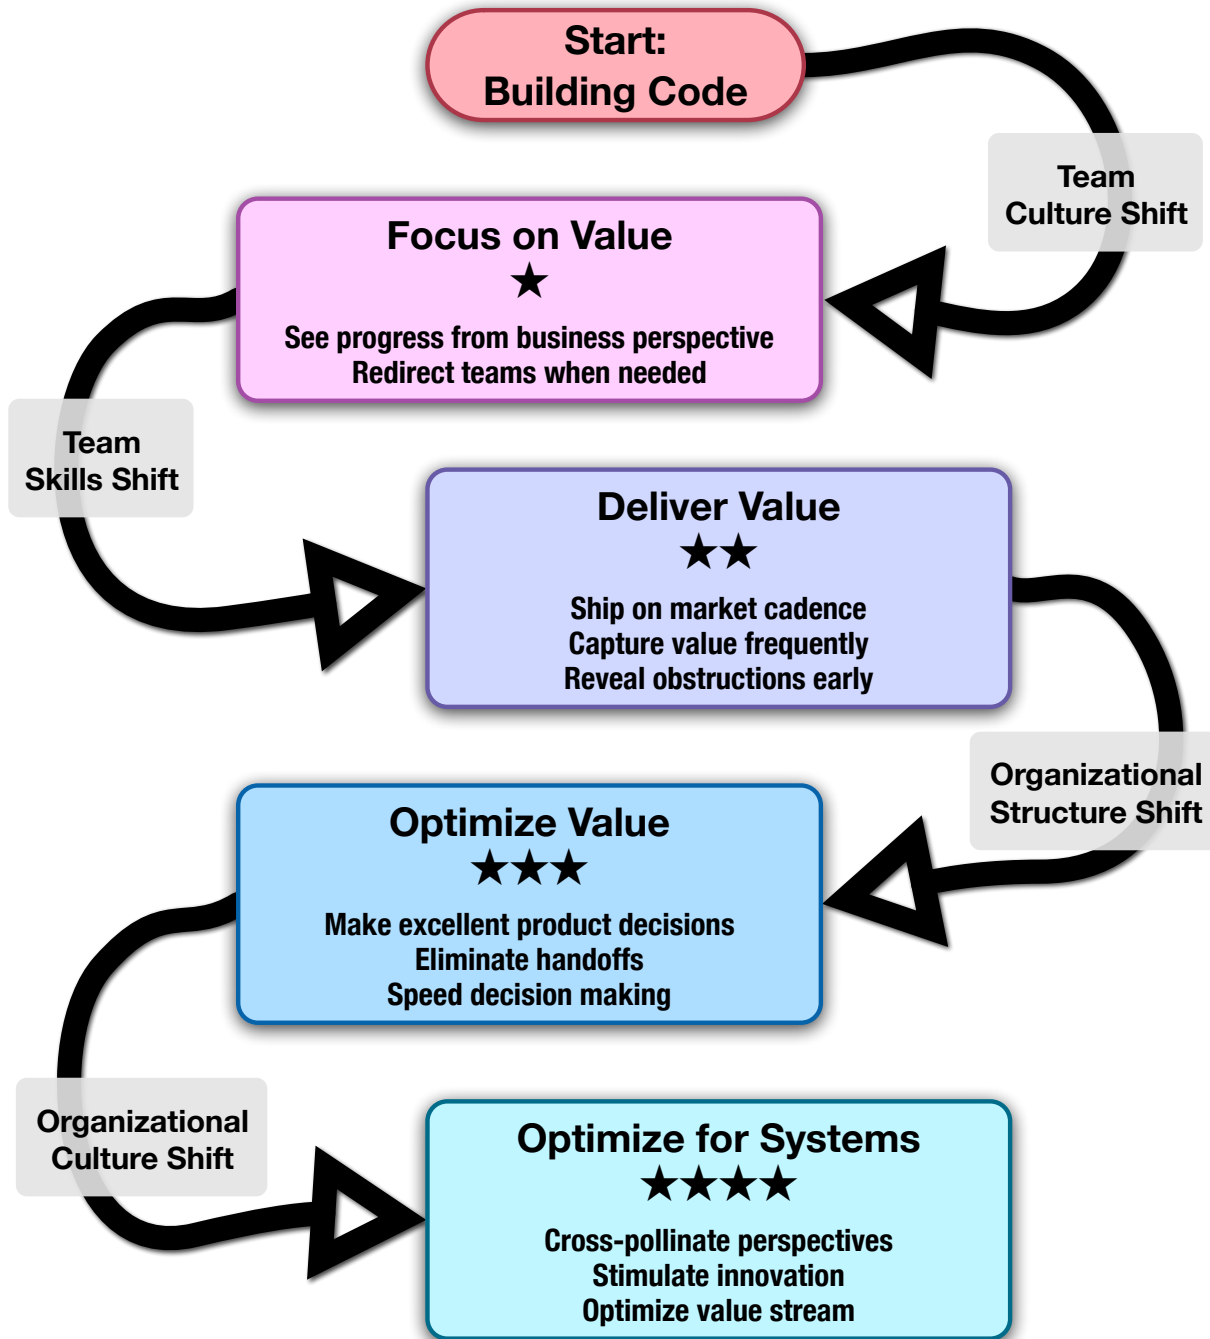 Start:
Building Code
Team
Culture Shift
Focus on Value
★
See progress from business perspective
Redirect teams when needed
Team
Skills Shift
Deliver Value
★★
Ship on market cadence
Capture value frequently
Reveal obstructions early
Organizational
Structure Shift
Optimize Value
★★★
Make excellent product decisions
Eliminate handoffs
Speed decision making
Organizational
Culture Shift
Optimize for Systems
★★★★
Cross-pollinate perspectives
Stimulate innovation
Optimize value stream